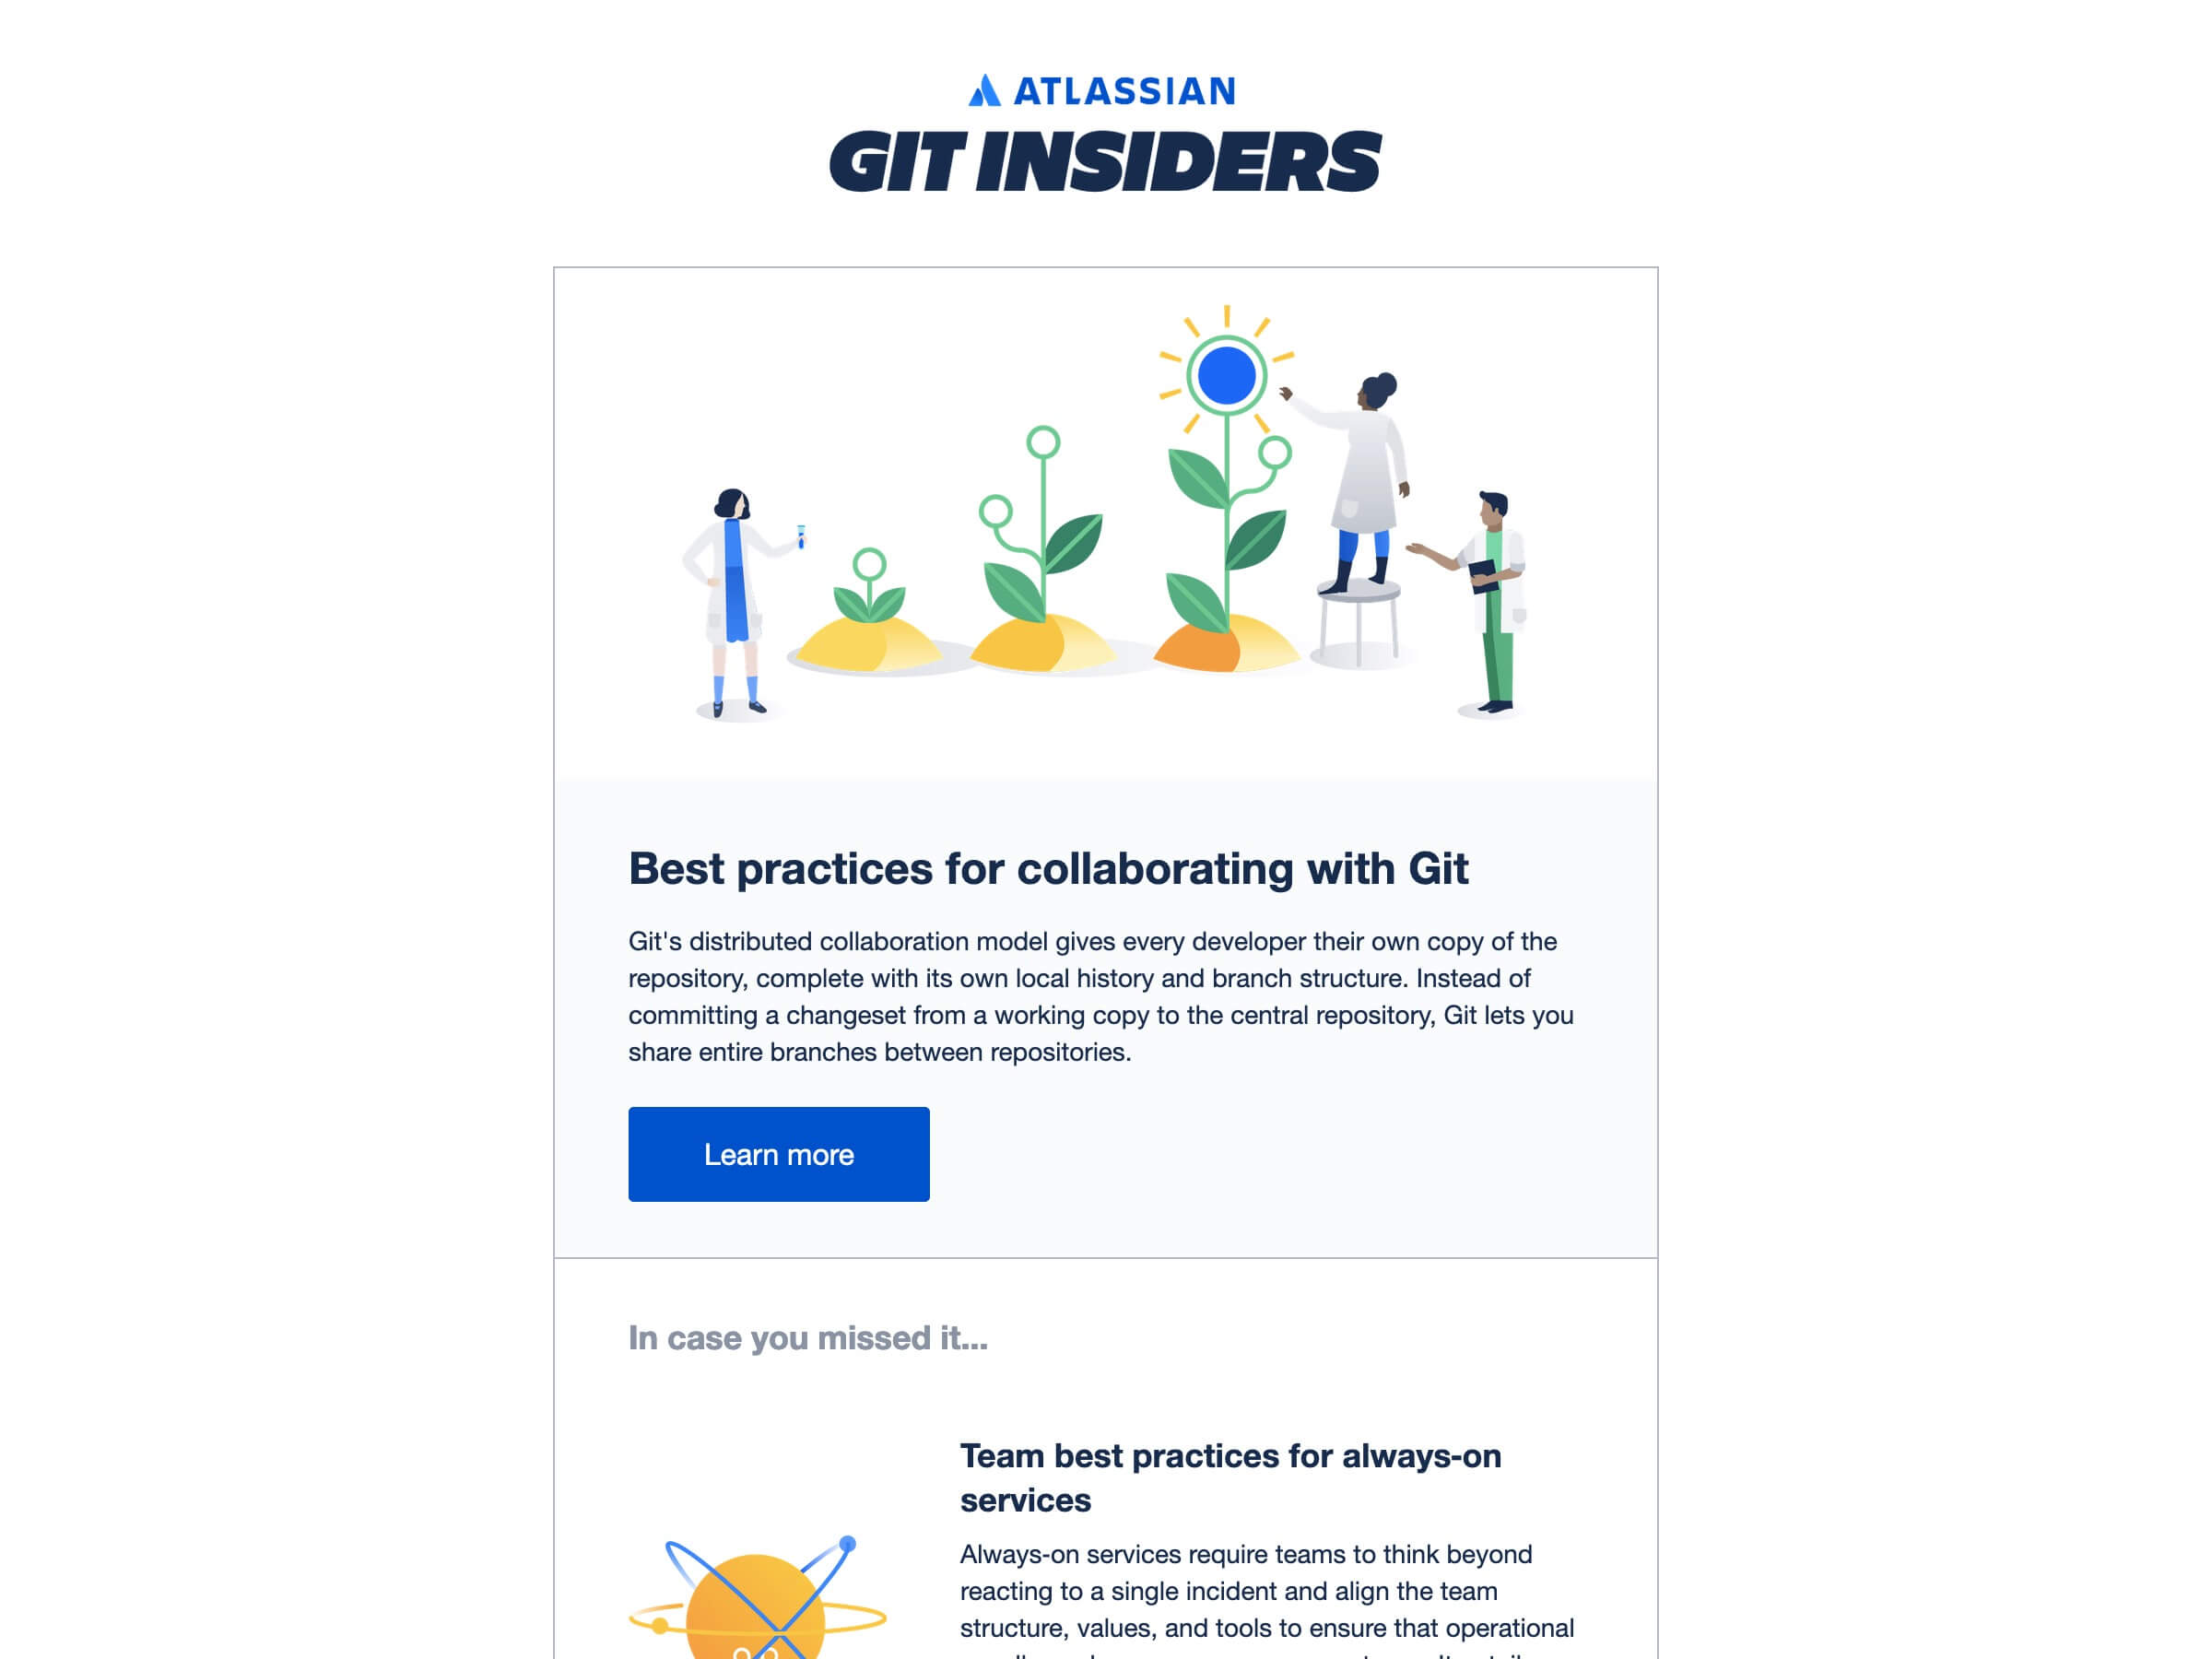 ATLASSIAN
GIT INSIDERS
Best practices for collaborating with Git
Git's distributed collaboration model gives every developer their own copy of the
repository, complete with its own local history and branch structure. Instead of
committing a changeset from a working copy to the central repository, Git lets you
share entire branches between repositories.
Learn more
In case you missed it...
Team best practices for always-on
services
Always-on services require teams to think beyond
reacting to a single incident and align the team
structure, values, and tools to ensure that operational